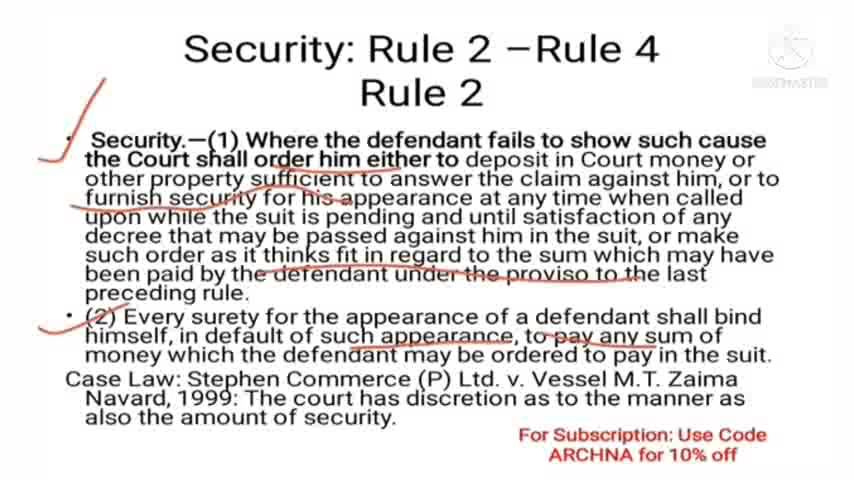 Security: Rule 2 –Rule 4
Rule 2
• Security.—(1) Where the defendant fails to show such cause
the Court shall order him either to deposit in Court money or
other property sufficient to answer the claim against him, or to
furnish security for his appearance at any time when called
upon while the suit is pending and until satisfaction of any
decree that may be passed against him in the suit, or make
such order as it thinks fit in regard to the sum which may have
been paid by the defendant under the proviso to the last
preceding rule.
• (2) Every surety for the appearance of a defendant shall bind
himself, in default of such appearance, to pay any sum of
money which the defendant may be ordered to pay in the suit.
Case Law: Stephen Commerce (P) Ltd. v. Vessel M.T. Zaima
Navard, 1999: The court has discretion as to the manner as
also the amount of security.
For Subscription: Use Code
ARCHNA for 10% off